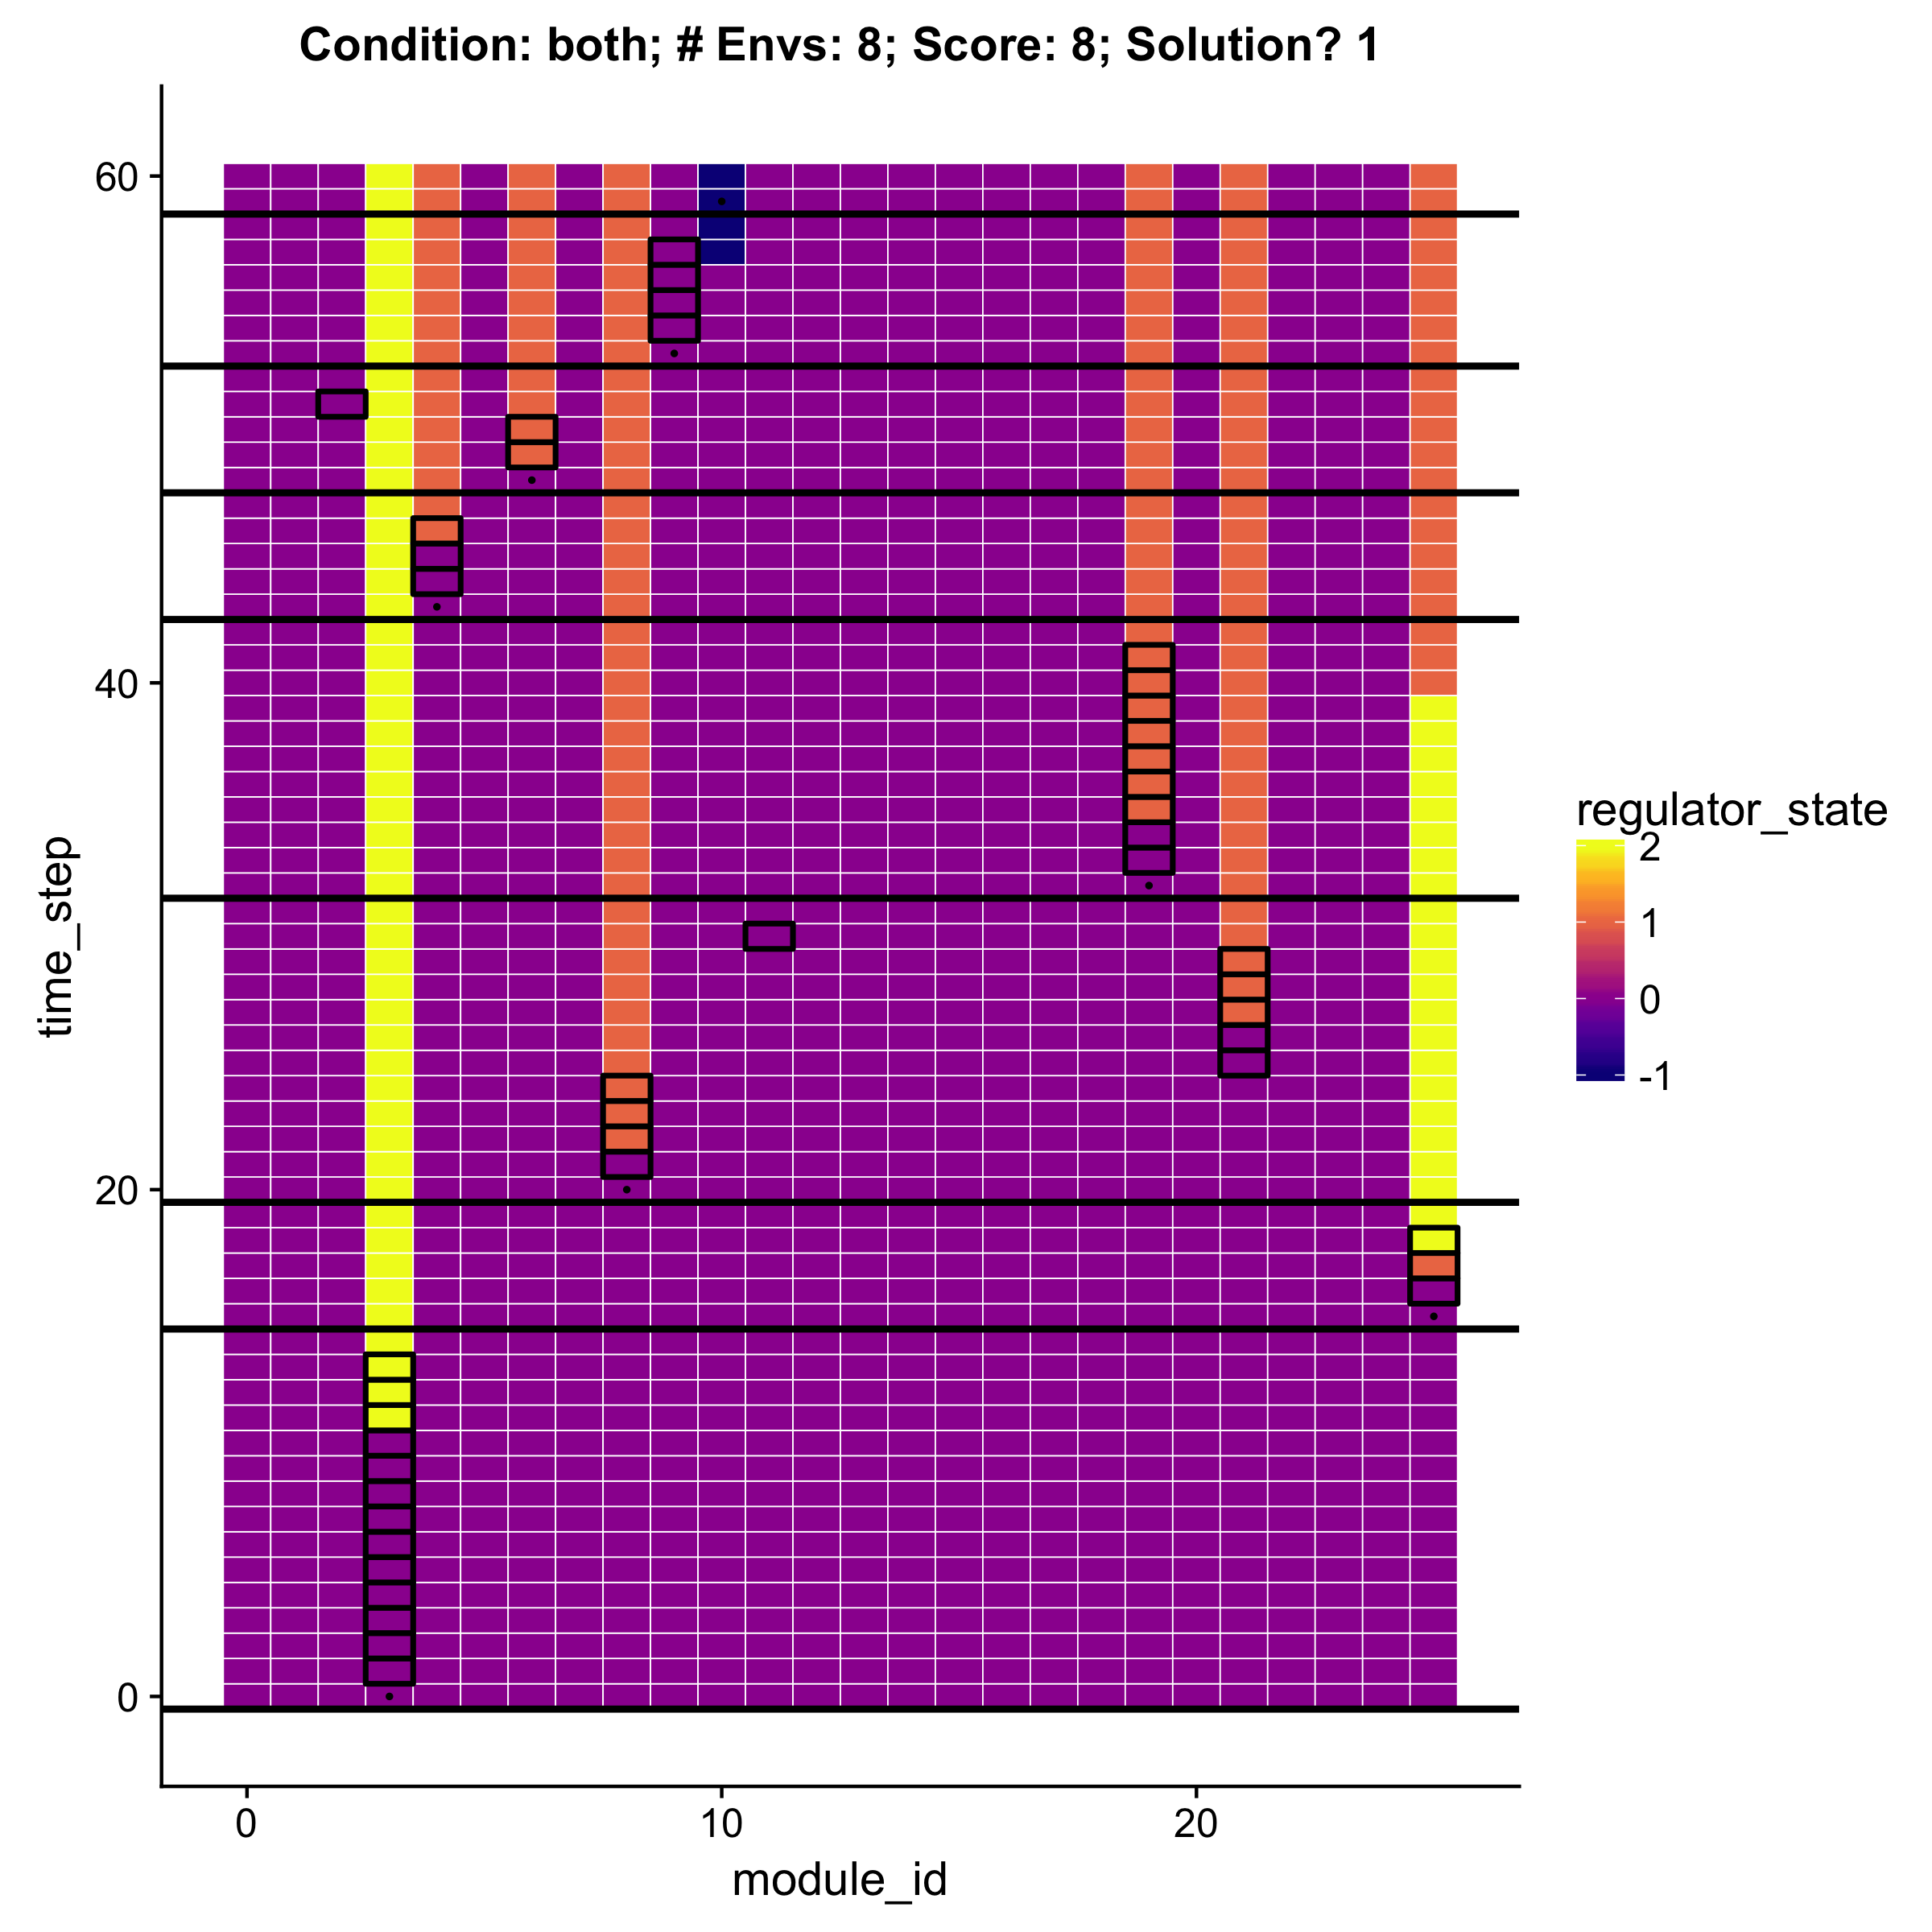 Condition: both; # Envs: 8; Score: 8; Solution? 1
60
40
20
0
time_step
0 10 20
module_id
regulator_state
2
1
0
-1